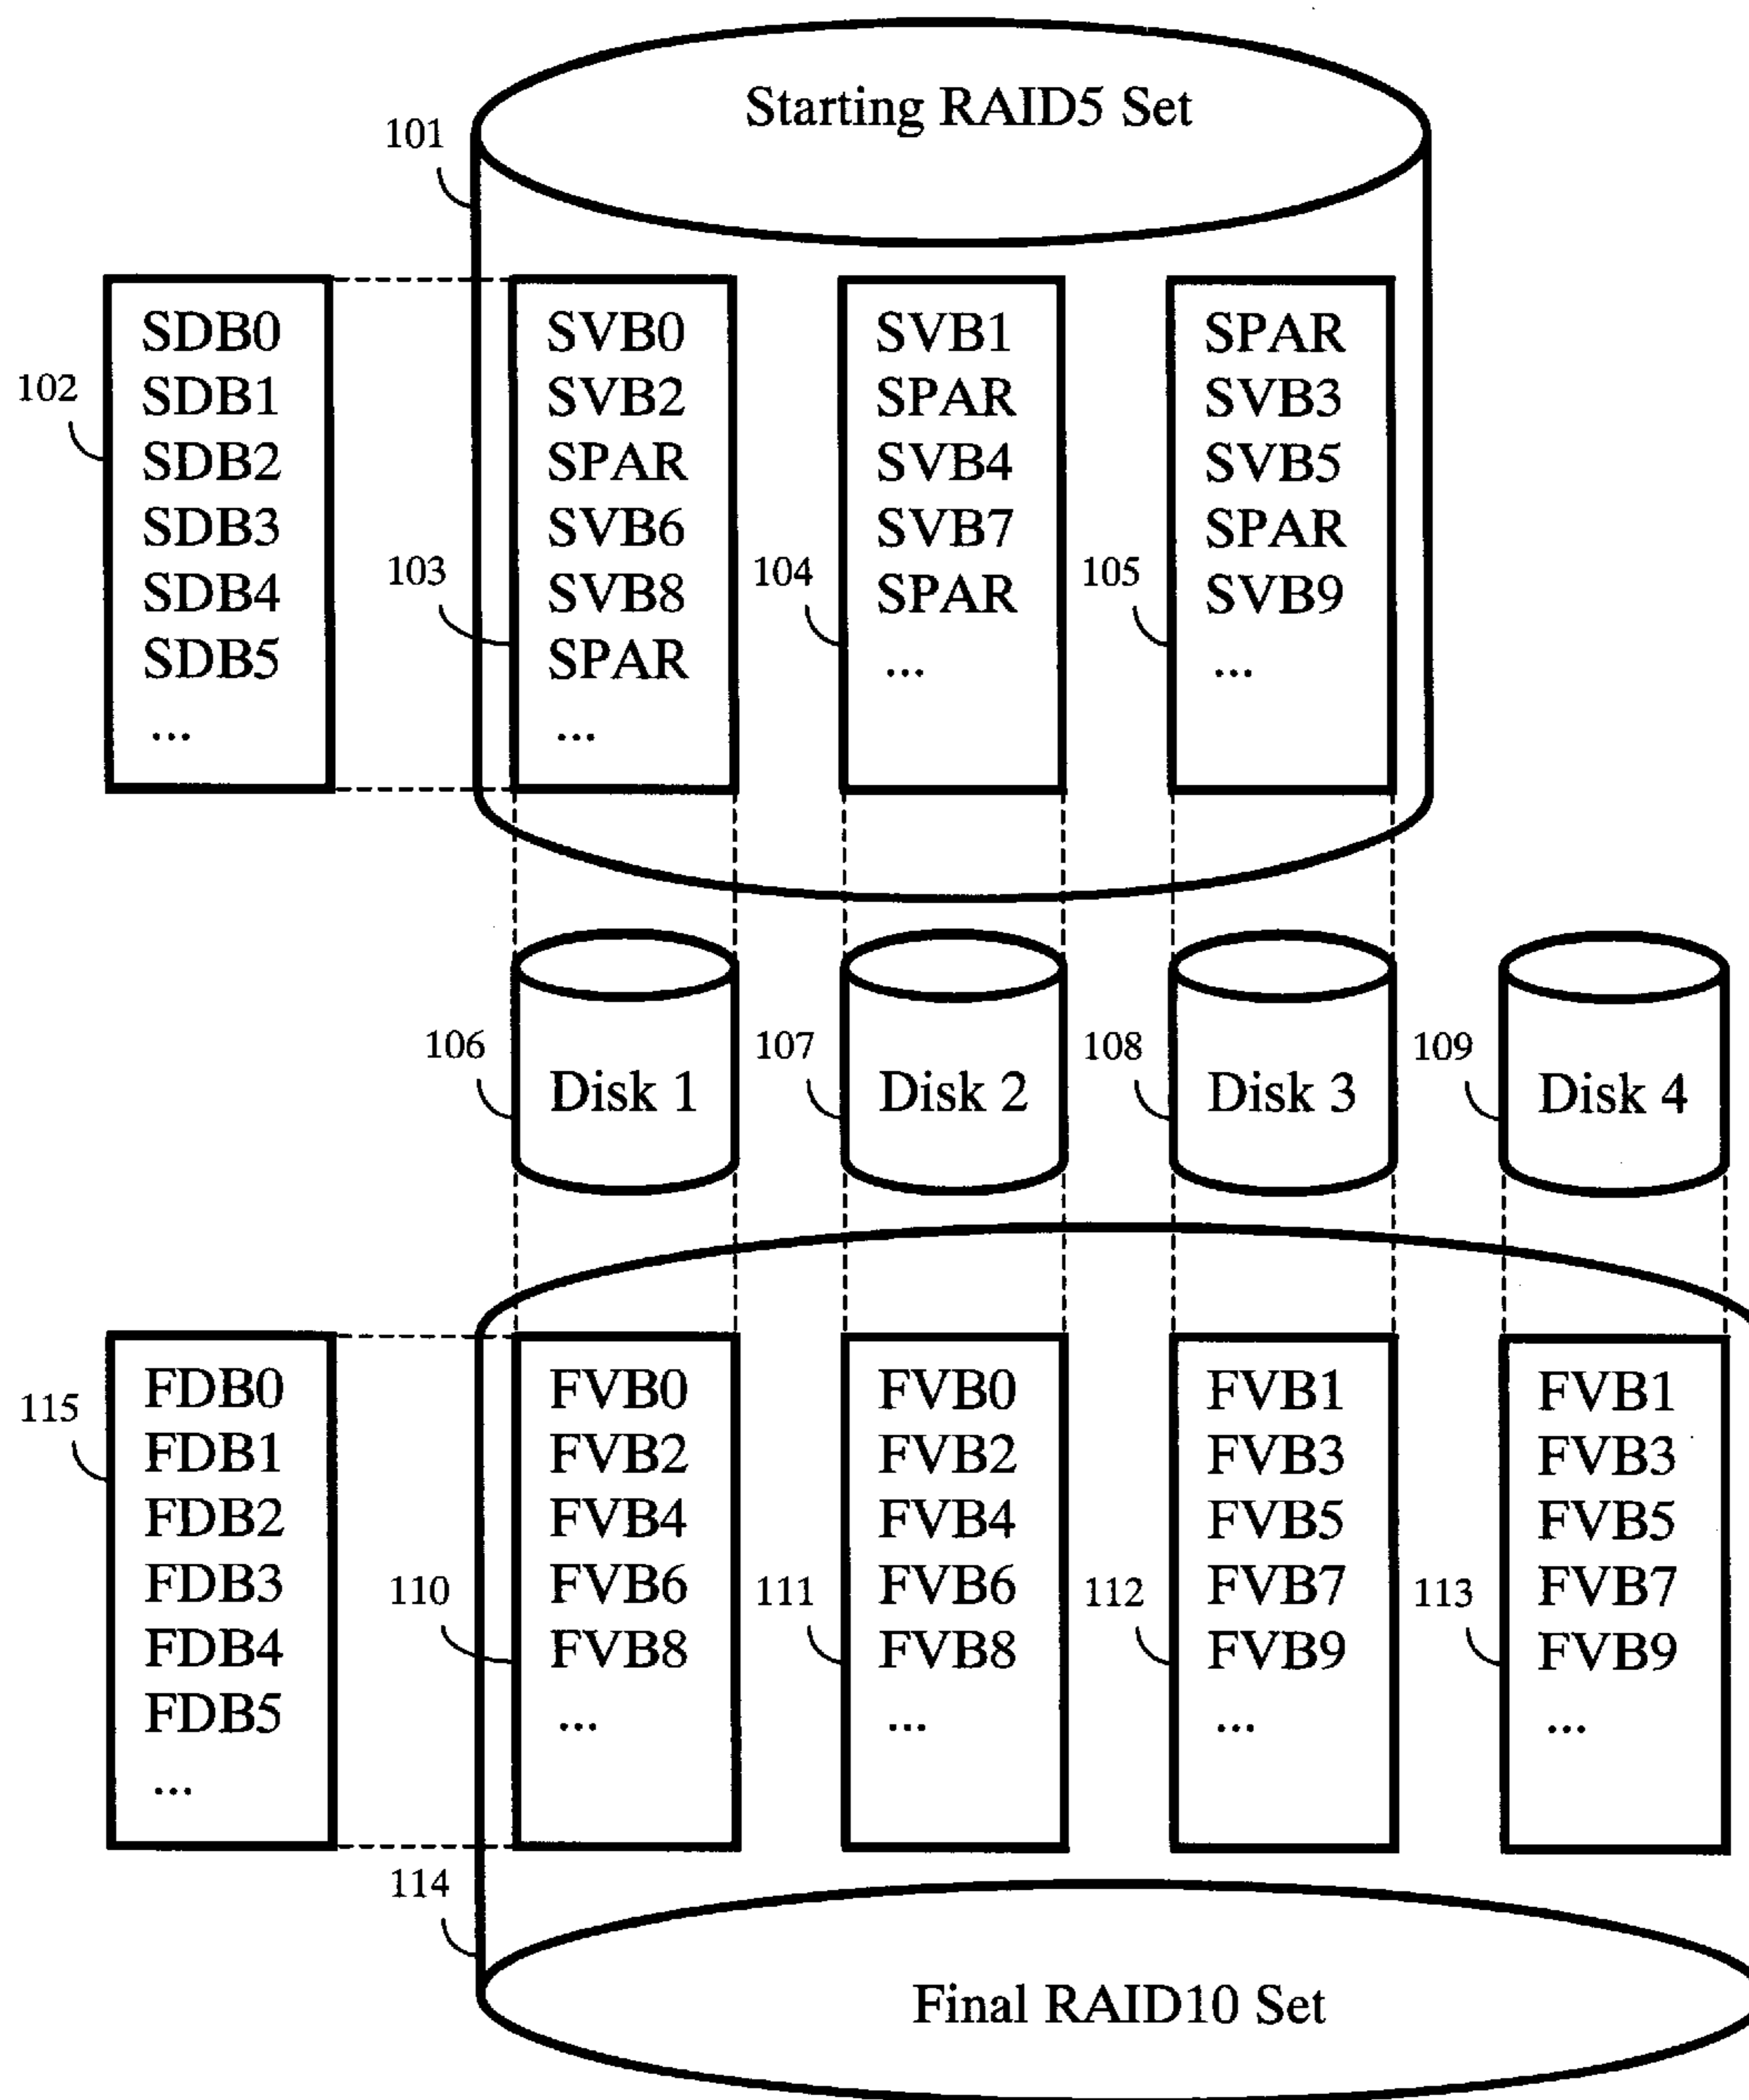 Starting RAID5 Set
101
102
SDB0
SDB1
SDB2
SDB3
SDB4
SDB5
...
103
SVB0
SVB2
SPAR
SVB6
SVB8
SPAR
...
104
SVB1
SPAR
SVB4
SVB7
SPAR
...
105
SPAR
SVB3
SVB5
SPAR
SVB9
...
106
Disk 1
107
Disk 2
108
Disk 3
109
Disk 4
115
FDB0
FDB1
FDB2
FDB3
FDB4
FDB5
...
110
FVB0
FVB2
FVB4
FVB6
FVB8
...
111
FVB0
FVB2
FVB4
FVB6
FVB8
...
112
FVB1
FVB3
FVB5
FVB7
FVB9
...
113
FVB1
FVB3
FVB5
FVB7
FVB9
...
114
Final RAID10 Set